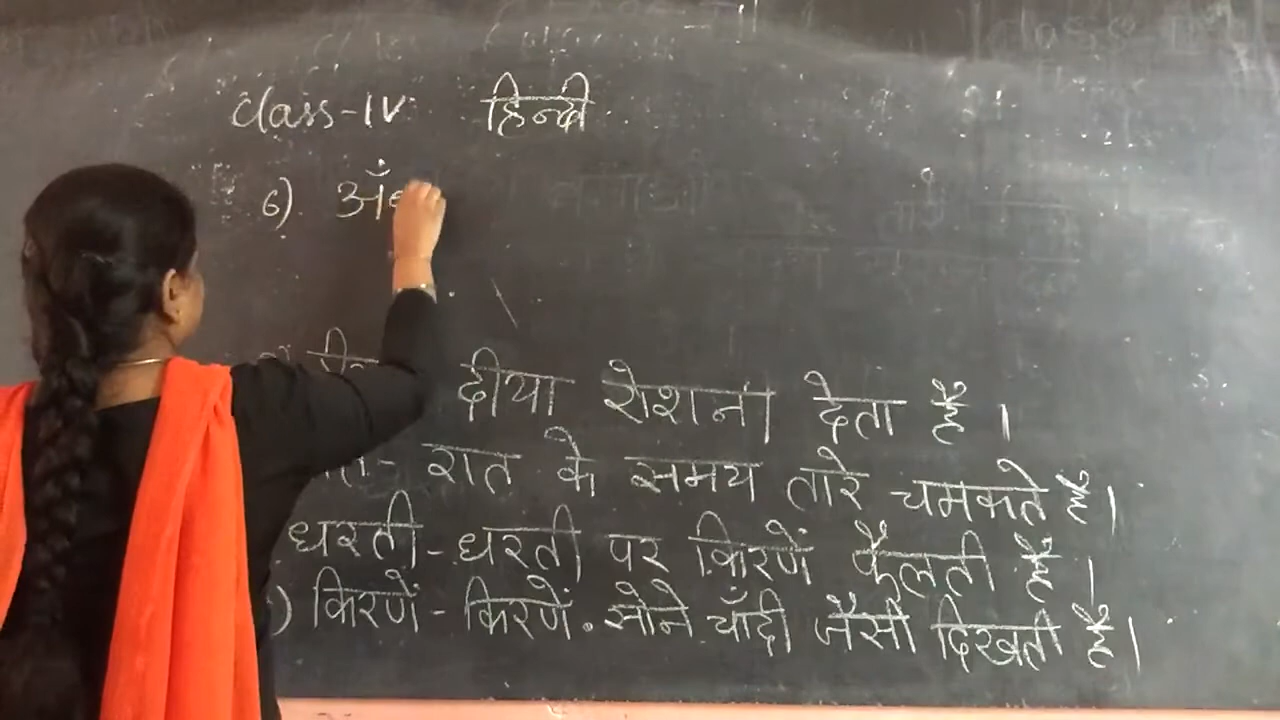 Class-IV हिन्दी
6) अँ
दीया रोशनी देता है।
रात के समय तारे चमकते है।
धरती - धरती पर किरणें फैलती है।
) किरणें - किरणें सोने चाँदी जैसी दिखती है।